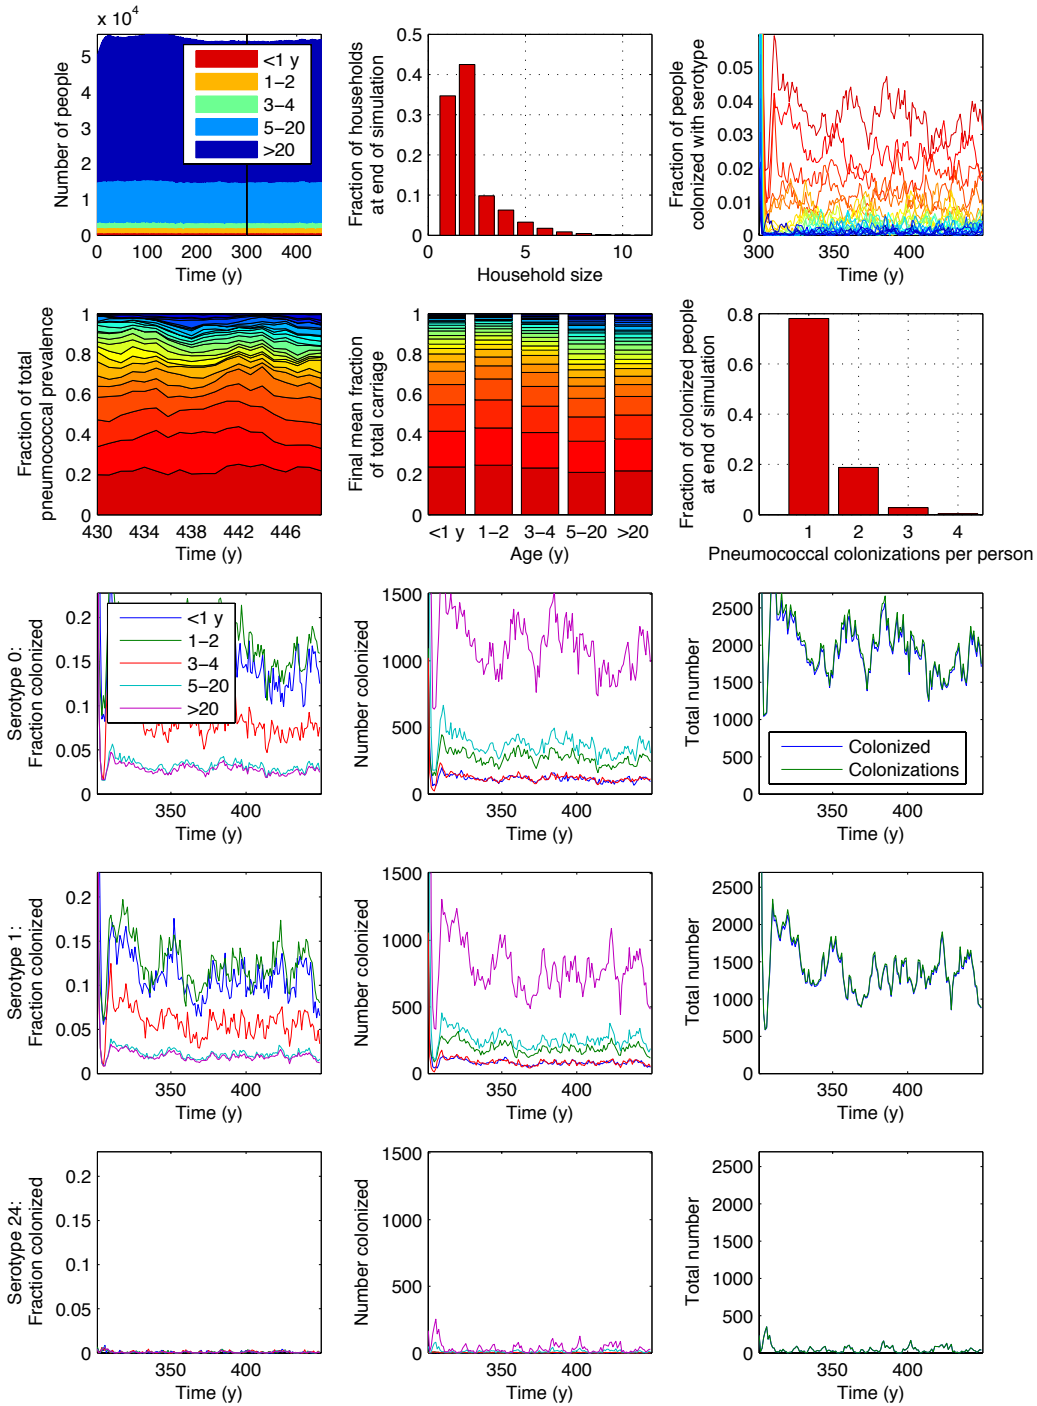 x 10^4
5
4
3
2
1
0
Number of people
0 100 200 300 400
Time (y)
<1 y
1-2
3-4
5-20
>20
0.5
0.4
0.3
0.2
0.1
0
Fraction of households
at end of simulation
0 5 10
Household size
0.05
0.04
0.03
0.02
0.01
0
Fraction of people
colonized with serotype
300 350 400
Time (y)
1
0.8
0.6
0.4
0.2
0
Fraction of total
pneumococcal prevalence
430 434 438 442 446
Time (y)
1
0.8
0.6
0.4
0.2
0
Final mean fraction
of total carriage
<1 y 1-2 3-4 5-20 >20
Age (y)
0.8
0.6
0.4
0.2
0
Fraction of colonized people
at end of simulation
1 2 3 4
Pneumococcal colonizations per person
0.2
0.15
0.1
0.05
0
Serotype 0:
Fraction colonized
<1 y
1-2
3-4
5-20
>20
350 400
Time (y)
1500
1000
500
0
Number colonized
350 400
Time (y)
2500
2000
1500
1000
500
0
Total number
Colonized
Colonizations
350 400
Time (y)
0.2
0.15
0.1
0.05
0
Serotype 1:
Fraction colonized
350 400
Time (y)
1500
1000
500
0
Number colonized
350 400
Time (y)
2500
2000
1500
1000
500
0
Total number
350 400
Time (y)
0.2
0.15
0.1
0.05
0
Serotype 24:
Fraction colonized
350 400
Time (y)
1500
1000
500
0
Number colonized
350 400
Time (y)
2500
2000
1500
1000
500
0
Total number
350 400
Time (y)